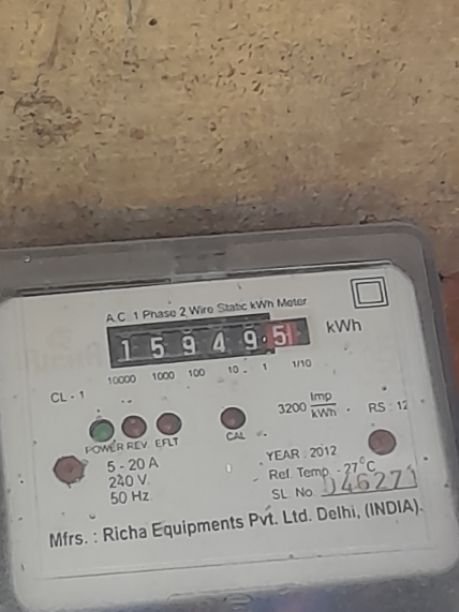 A.C. 1 Phase 2 Wire Static kWh Meter
1 5 9 4 9 . 5 kWh
10000 1000 100 10 1 1/10
CL - 1
3200 Imp/kWh RS : 12
POWER REV. EFLT CAL
5 - 20 A
240 V.
50 Hz.
YEAR : 2012
Ref. Temp. - 27°C
SL. No. 046271
Mfrs. : Richa Equipments Pvt. Ltd. Delhi, (INDIA).